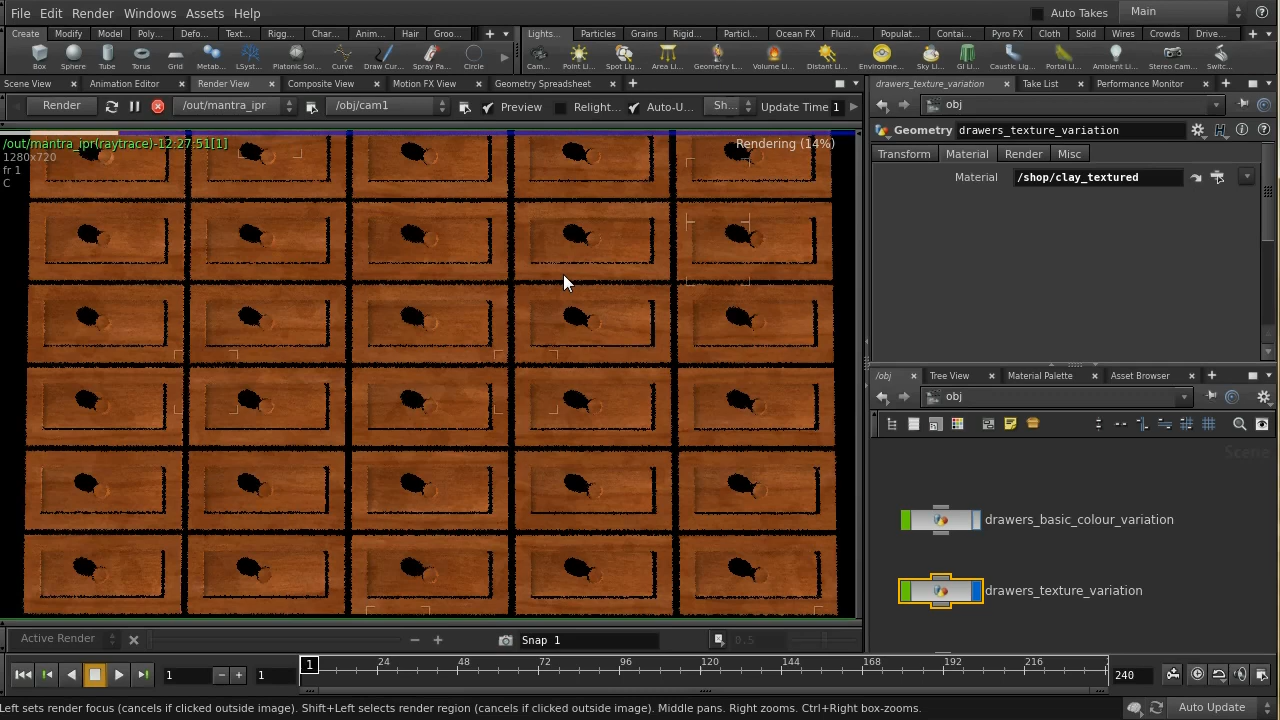 File Edit Render Windows Assets Help Auto Takes Main
Create Modify Model Poly... Defo... Text... Rigg... Char... Anim... Hair Groo... Lights... Particles Grains Rigid... Particl... Ocean FX Fluid... Populat... Contai... Pyro FX Cloth Solid Wires Crowds Drive...
Box Sphere Tube Torus Grid Metab... LSyst... Platonic... Curve Draw Cur... Spray Pa... Circle Cam... Point Li... Spot Lig... Area Li... Geometry L... Volume Li... Distant Li... Environme... Sky Li... GI Li... Caustic Lig... Portal Li... Ambient Li... Stereo Cam... Switc...
Scene View Animation Editor Render View Composite View Motion FX View Geometry Spreadsheet drawers_texture_variation Take List Performance Monitor
Render /out/mantra_ipr /obj/cam1 Preview Relight... Auto-U... Sh... Update Time 1 obj
/out/mantra_ipr(raytrace)-12:27:51[1] Rendering (14%)
1280x720
fr 1
C
Geometry drawers_texture_variation
Transform Material Render Misc
Material /shop/clay_textured
/obj Tree View Material Palette Asset Browser
obj
Scene
drawers_basic_colour_variation
drawers_texture_variation
Active Render Snap 1 0.5
1 1 1 24 48 72 96 120 144 168 192 216 240
Left sets render focus (cancels if clicked outside image). Shift+Left selects render region (cancels if clicked outside image). Middle pans. Right zooms. Ctrl+Right box-zooms. Auto Update